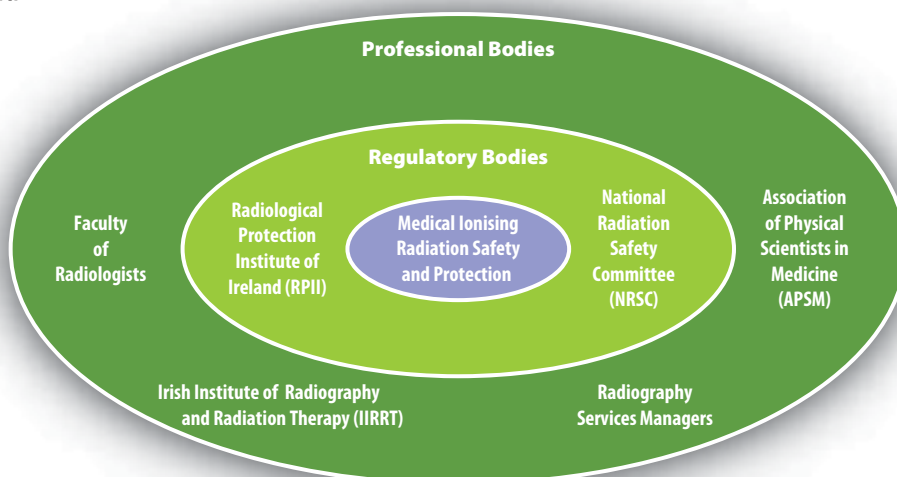 Professional Bodies
Regulatory Bodies
Faculty
of
Radiologists
Radiological
Protection
Institute of
Ireland (RPII)
Medical Ionising
Radiation Safety
and Protection
National
Radiation
Safety
Committee
(NRSC)
Association
of Physical
Scientists in
Medicine
(APSM)
Irish Institute of Radiography
and Radiation Therapy (IIRRT)
Radiography
Services Managers